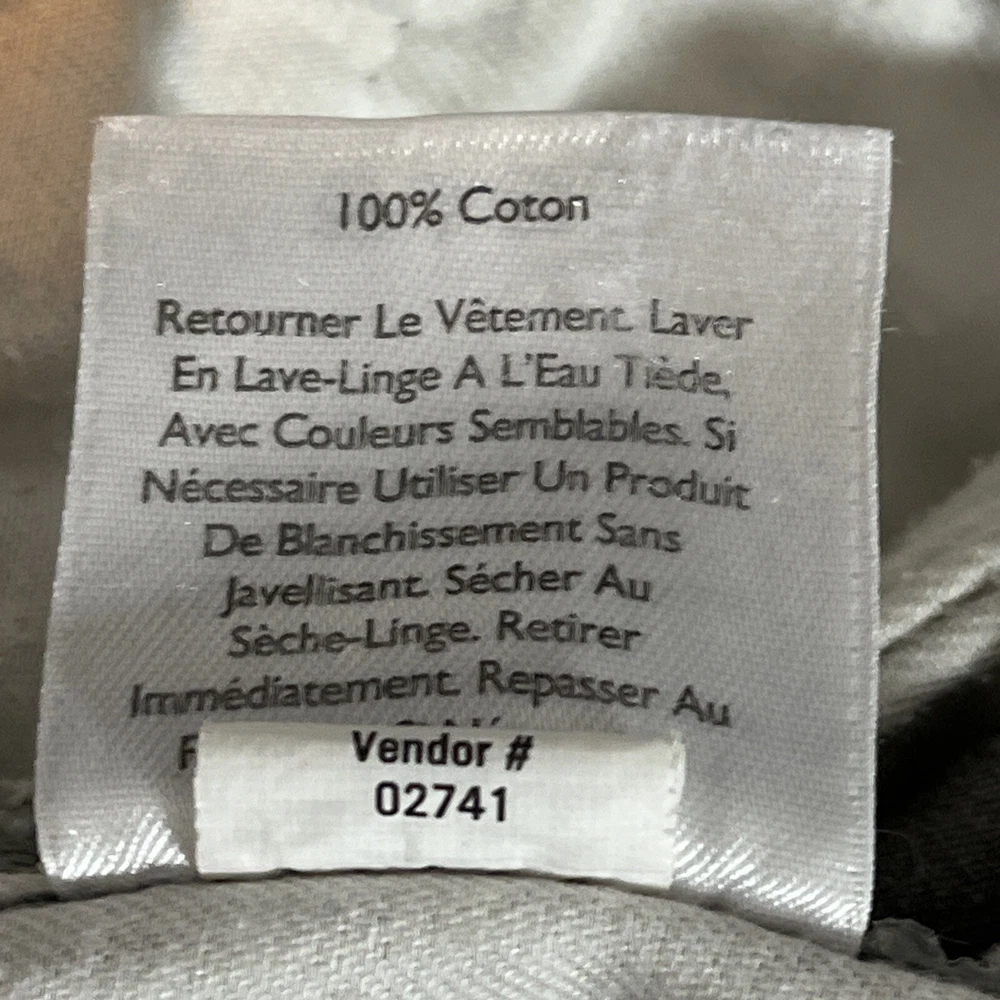 100% Coton
Retourner Le Vêtement. Laver
En Lave-Linge A L'Eau Tiède,
Avec Couleurs Semblables. Si
Nécessaire Utiliser Un Produit
De Blanchissement Sans
Javellisant. Sécher Au
Sèche-Linge. Retirer
Immédiatement. Repasser Au
Vendor #
02741